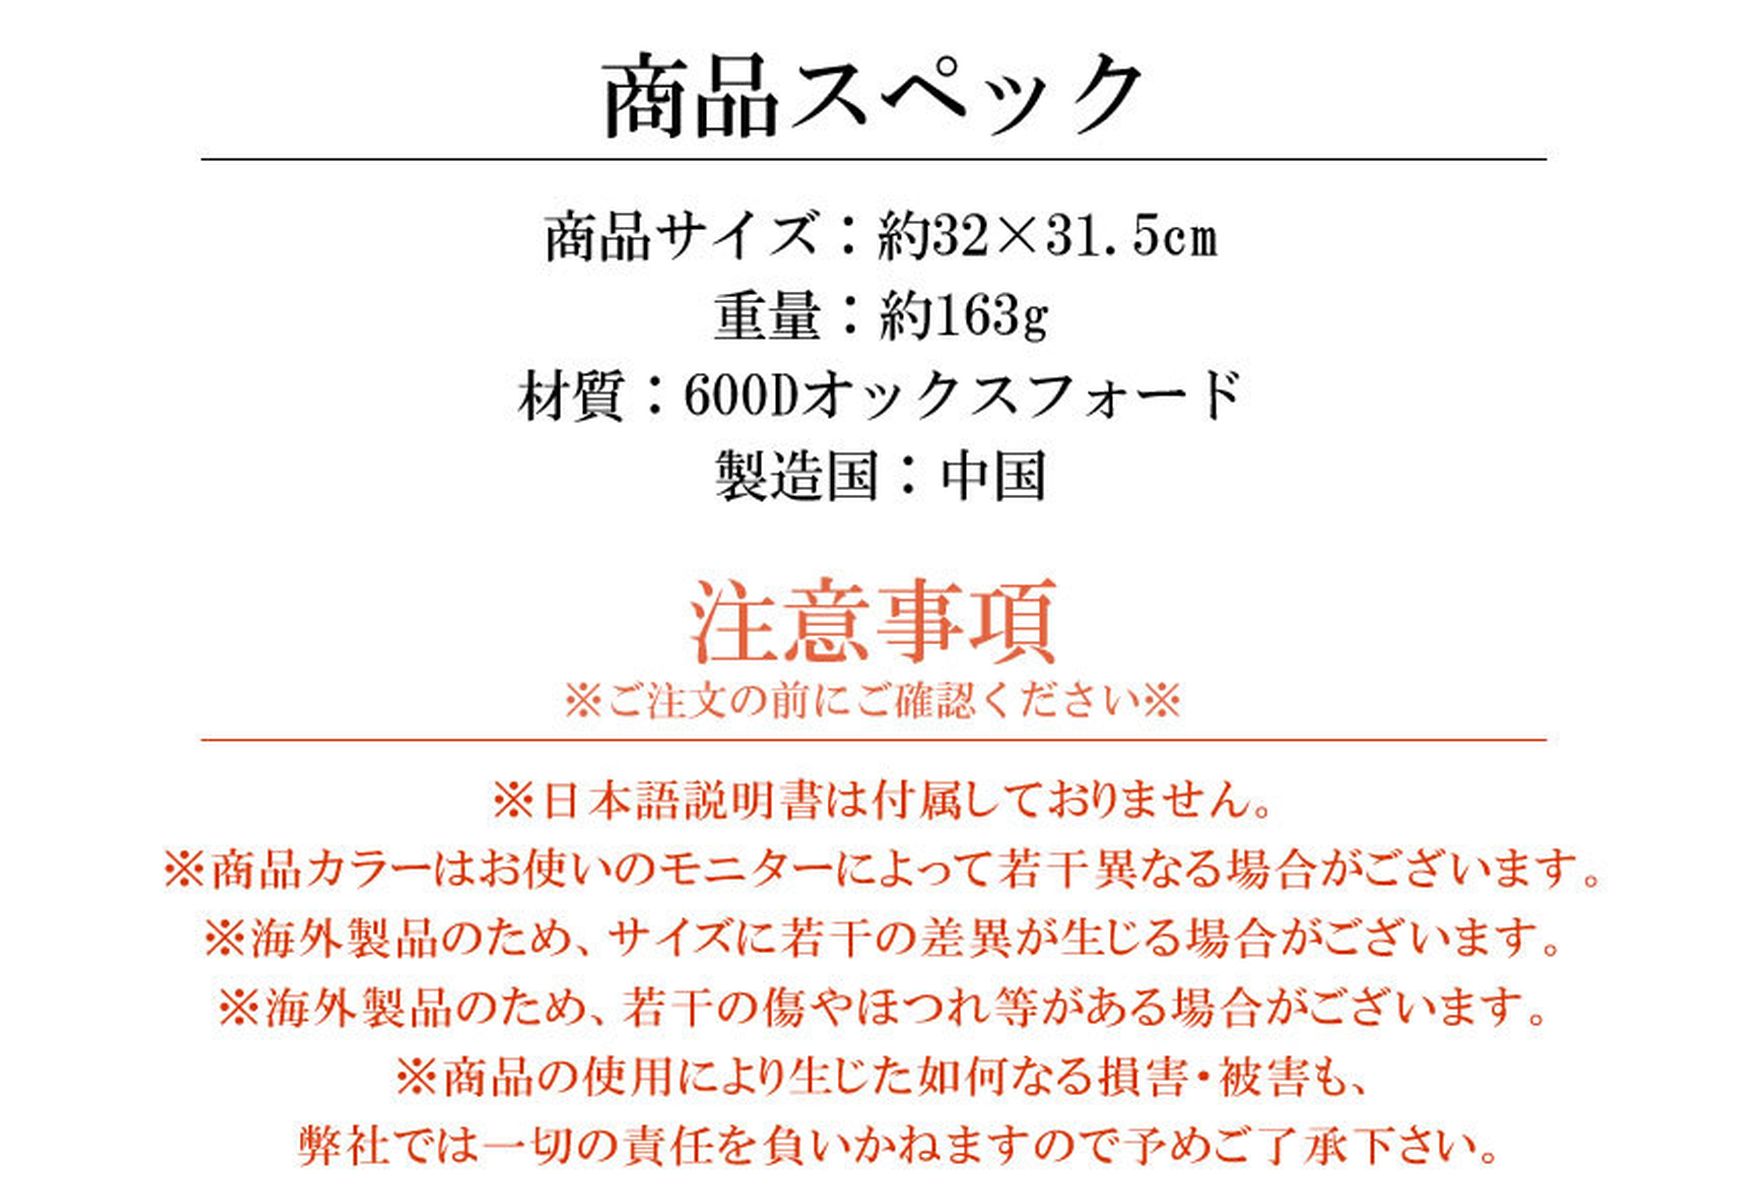 商品スペック
商品サイズ：約32×31.5cm
重量：約163g
材質：600Dオックスフォード
製造国：中国
注意事項
※ご注文の前にご確認ください※
※日本語説明書は付属しておりません。
※商品カラーはお使いのモニターによって若干異なる場合がございます。
※海外製品のため、サイズに若干の差異が生じる場合がございます。
※海外製品のため、若干の傷やほつれ等がある場合がございます。
※商品の使用により生じた如何なる損害・被害も、
弊社では一切の責任を負いかねますので予めご了承下さい。